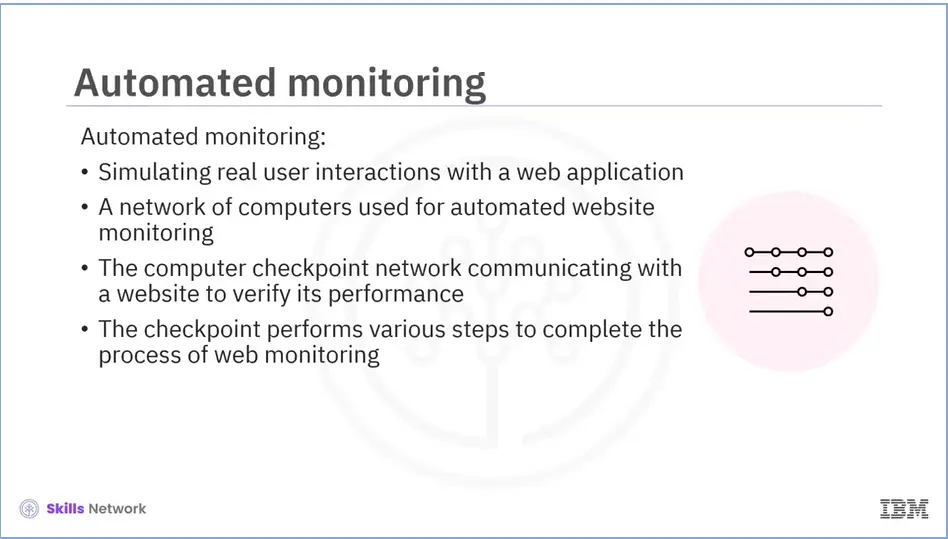 Automated monitoring
Automated monitoring:
• Simulating real user interactions with a web application
• A network of computers used for automated website
monitoring
• The computer checkpoint network communicating with
a website to verify its performance
• The checkpoint performs various steps to complete the
process of web monitoring
Skills Network
IBM